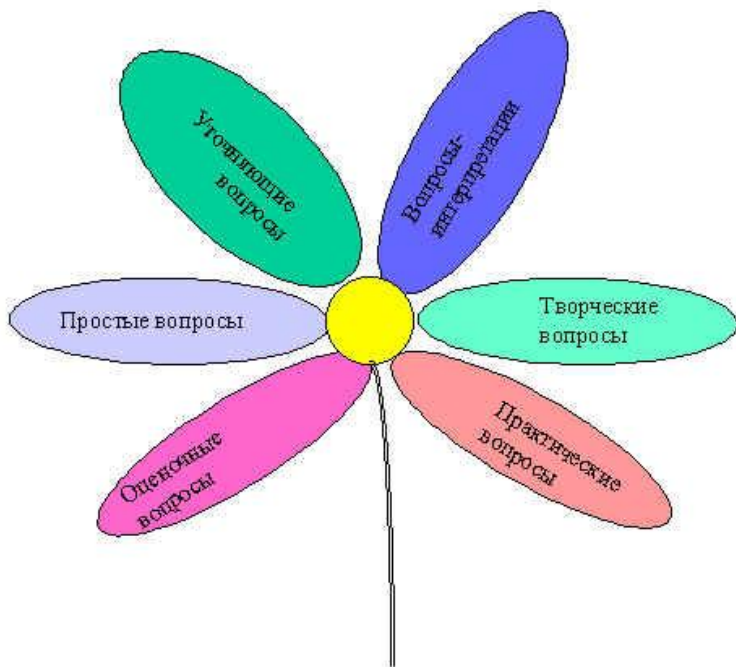 Уточняющие
вопросы
Вопросы-
интерпретации
Простые вопросы
Творческие
вопросы
Оценочные
вопросы
Практические
вопросы